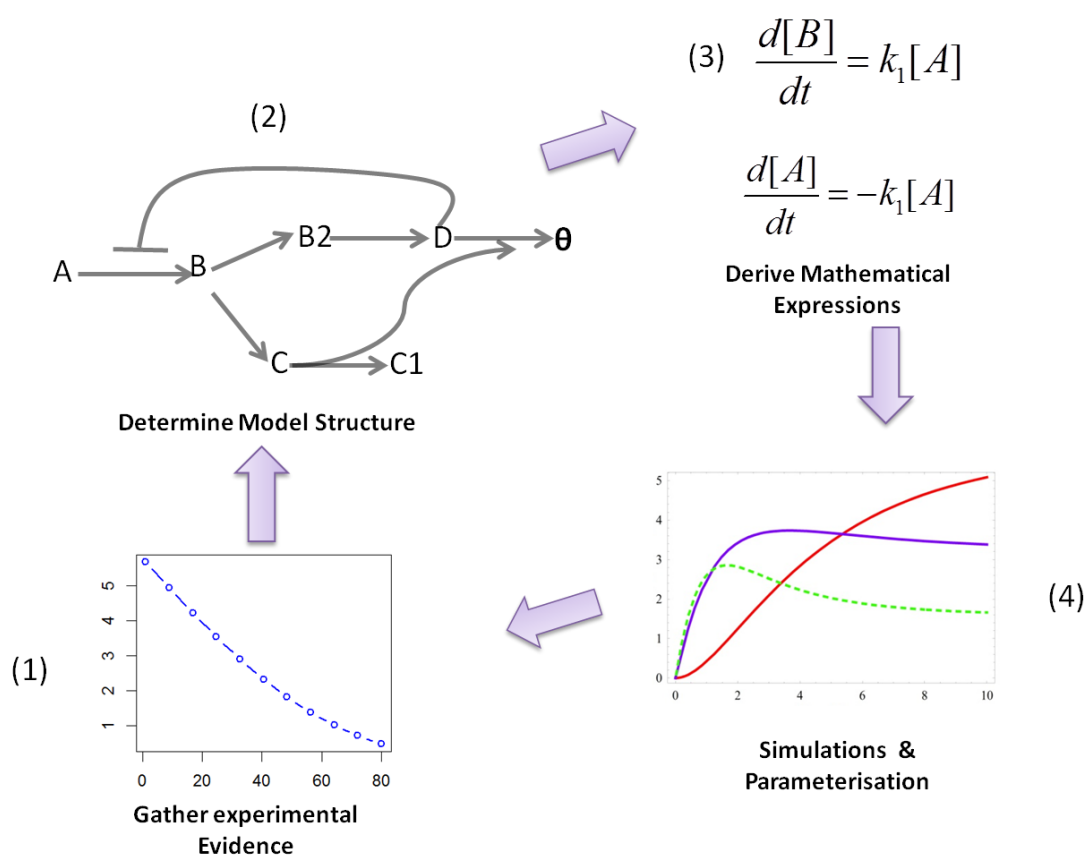 (2)
A
B
B2
D
θ
C
C1
Determine Model Structure
(3)
d[B]/dt = k₁[A]
d[A]/dt = −k₁[A]
Derive Mathematical
Expressions
(1)
5
4
3
2
1
0 20 40 60 80
Gather experimental
Evidence
5
4
3
2
1
0
0 2 4 6 8 10
(4)
Simulations &
Parameterisation